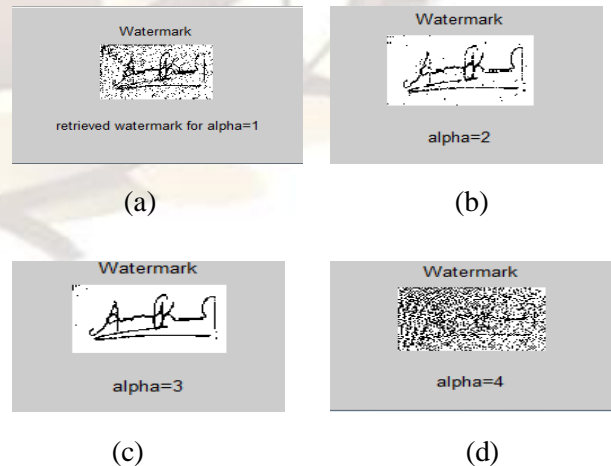 Watermark
retrieved watermark for alpha=1
(a)
Watermark
alpha=2
(b)
Watermark
alpha=3
(c)
Watermark
alpha=4
(d)